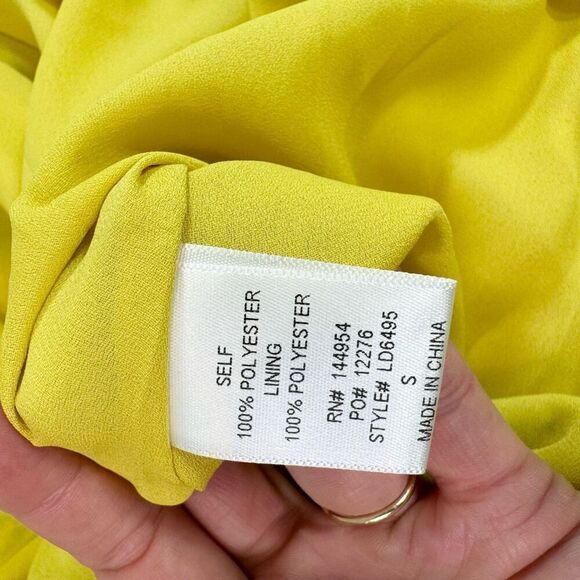 SELF
100% POLYESTER
LINING
100% POLYESTER
RN# 144954
PO# 12276
STYLE# LD6495
S
MADE IN CHINA